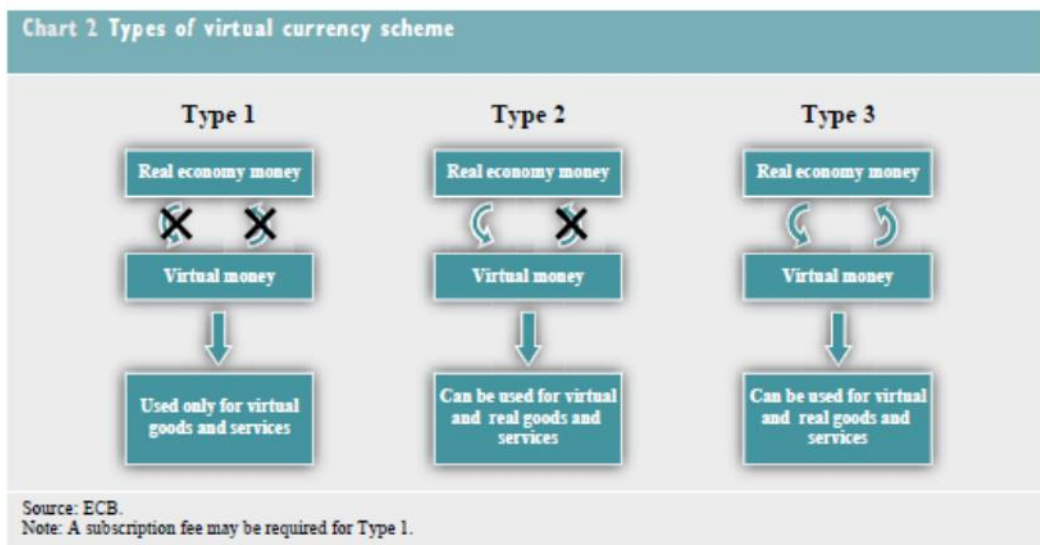 Chart 2 Types of virtual currency scheme
Type 1
Real economy money
Virtual money
Used only for virtual
goods and services
Type 2
Real economy money
Virtual money
Can be used for virtual
and real goods and
services
Type 3
Real economy money
Virtual money
Can be used for virtual
and real goods and
services
Source: ECB.
Note: A subscription fee may be required for Type 1.